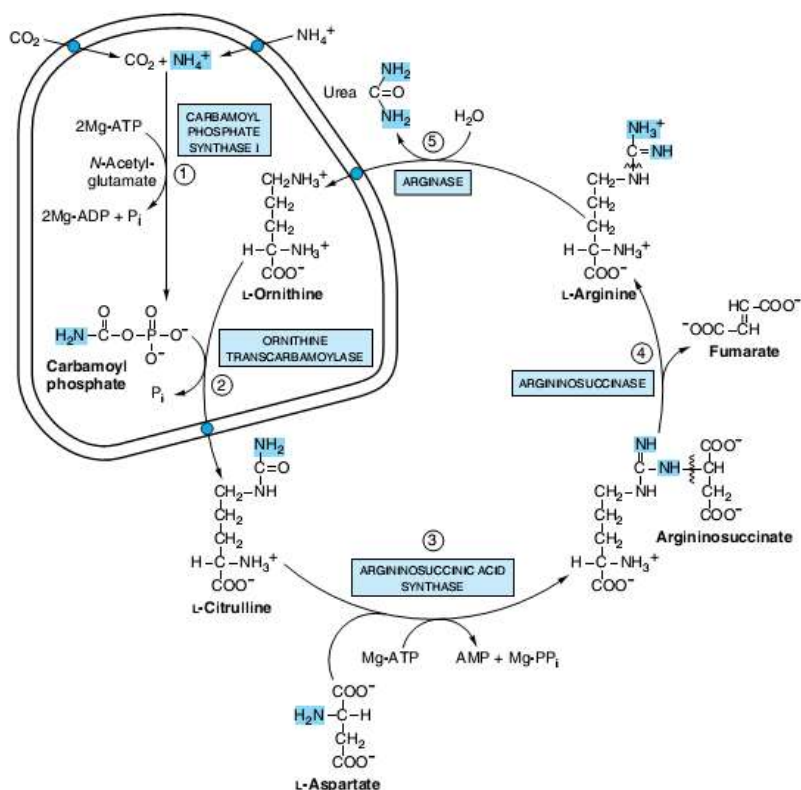 CO₂
NH₄⁺
CO₂ + NH₄⁺
2Mg-ATP
CARBAMOYL
PHOSPHATE
SYNTHASE I
N-Acetyl-
glutamate
1
2Mg-ADP + Pi
H₂N–C–O–P–O⁻
O
O
O⁻
Carbamoyl
phosphate
Pi
ORNITHINE
TRANSCARBAMOYLASE
2
CH₂NH₃⁺
CH₂
CH₂
H–C–NH₃⁺
COO⁻
L-Ornithine
Urea
NH₂
C=O
NH₂
H₂O
5
ARGINASE
NH₃⁺
C=NH
CH₂–NH
CH₂
CH₂
H–C–NH₃⁺
COO⁻
L-Arginine
HC–COO⁻
⁻OOC–CH
Fumarate
4
ARGININOSUCCINASE
NH
C–NH–CH
COO⁻
CH₂
COO⁻
CH₂–NH
CH₂
CH₂
H–C–NH₃⁺
COO⁻
Argininosuccinate
NH₂
C=O
CH₂–NH
CH₂
CH₂
H–C–NH₃⁺
COO⁻
L-Citrulline
3
ARGININOSUCCINIC ACID
SYNTHASE
Mg-ATP
AMP + Mg-PPi
COO⁻
H₂N–C–H
CH₂
COO⁻
L-Aspartate